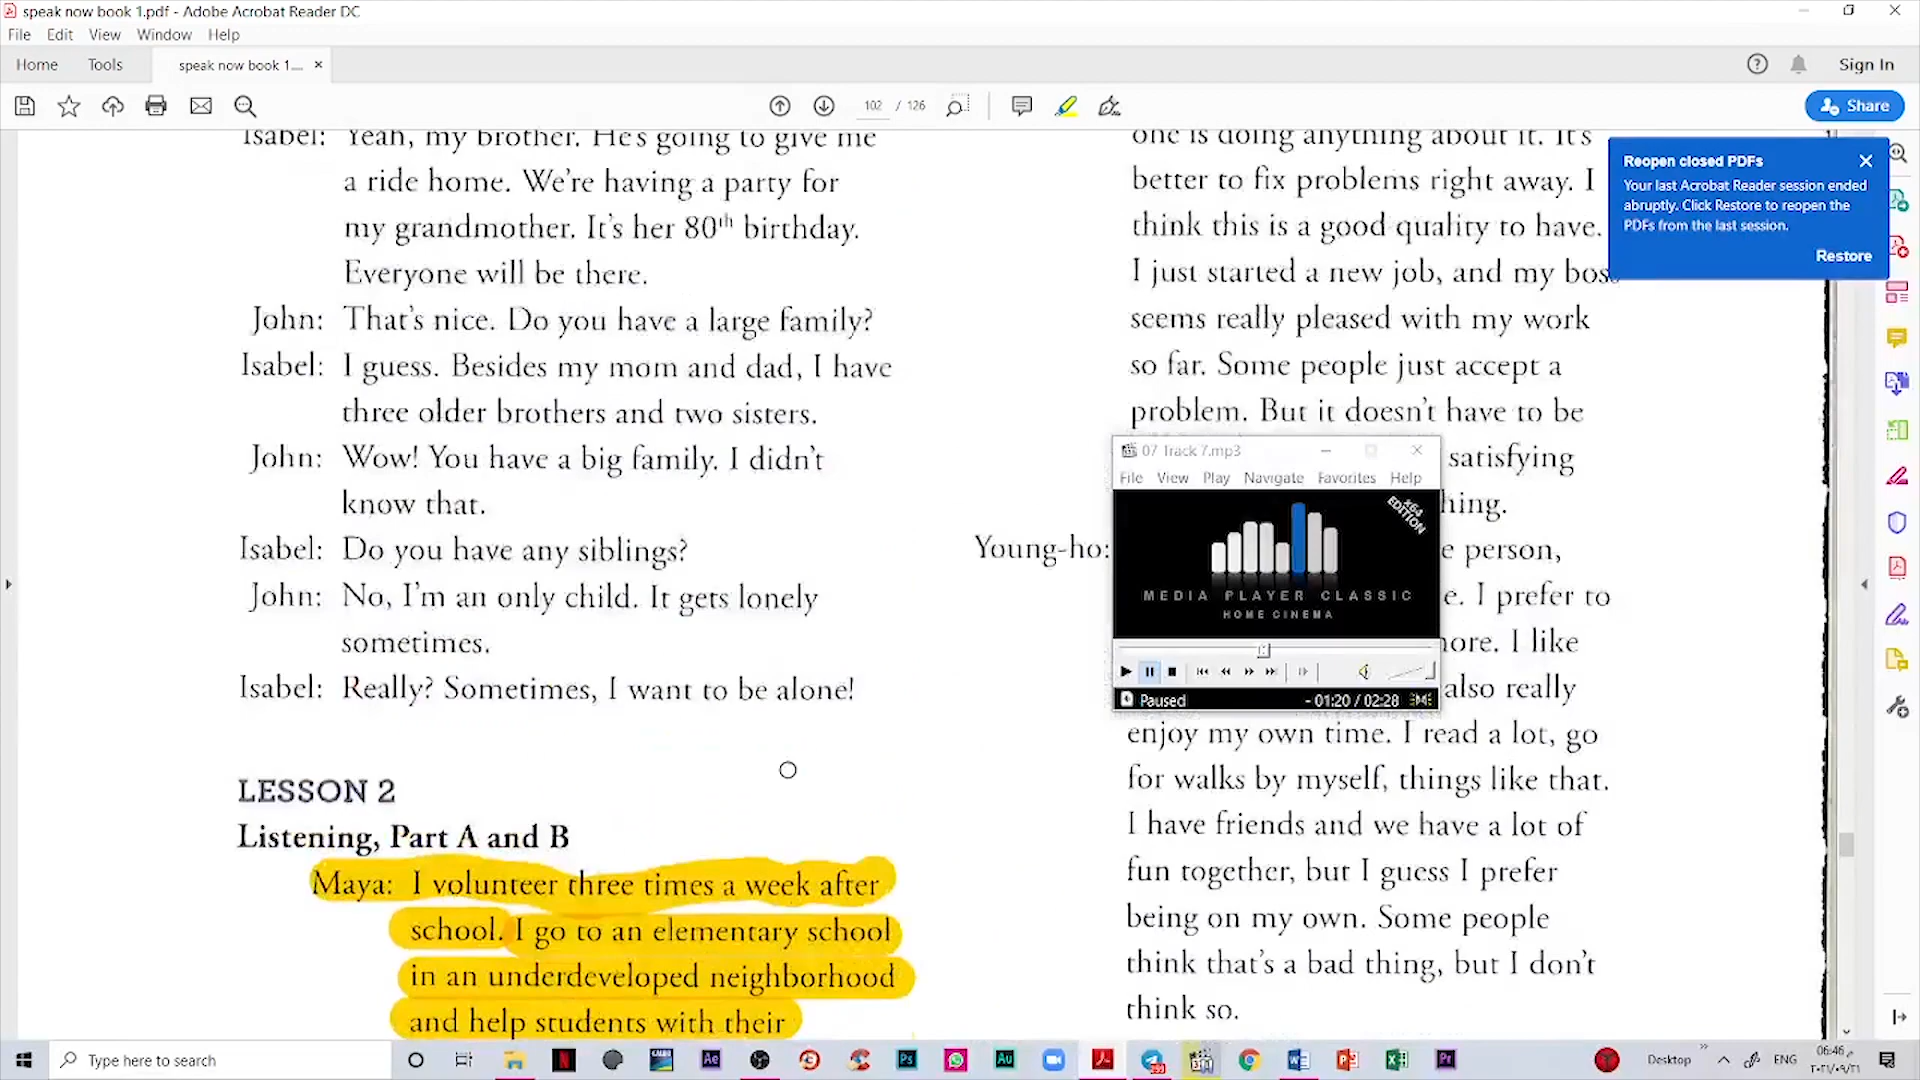 speak now book 1.pdf - Adobe Acrobat Reader DC
File Edit View Window Help
Home Tools speak now book 1.... × Sign In
102 / 126 Share
Isabel: Yeah, my brother. He's going to give me
a ride home. We're having a party for
my grandmother. It's her 80th birthday.
Everyone will be there.
John: That's nice. Do you have a large family?
Isabel: I guess. Besides my mom and dad, I have
three older brothers and two sisters.
John: Wow! You have a big family. I didn't
know that.
Isabel: Do you have any siblings?
John: No, I'm an only child. It gets lonely
sometimes.
Isabel: Really? Sometimes, I want to be alone!
LESSON 2
Listening, Part A and B
Maya: I volunteer three times a week after
school. I go to an elementary school
in an underdeveloped neighborhood
and help students with their
one is doing anything about it. It's
better to fix problems right away. I
think this is a good quality to have.
I just started a new job, and my boss
seems really pleased with my work
so far. Some people just accept a
problem. But it doesn't have to be
satisfying
hing.
Young-ho: e person,
e. I prefer to
ore. I like
also really
enjoy my own time. I read a lot, go
for walks by myself, things like that.
I have friends and we have a lot of
fun together, but I guess I prefer
being on my own. Some people
think that's a bad thing, but I don't
think so.
Reopen closed PDFs
Your last Acrobat Reader session ended
abruptly. Click Restore to reopen the
PDFs from the last session.
Restore
07 Track 7.mp3
File View Play Navigate Favorites Help
x64
EDITION
MEDIA PLAYER CLASSIC
HOME CINEMA
Paused - 01:20 / 02:28
Type here to search
Desktop ENG 06:46